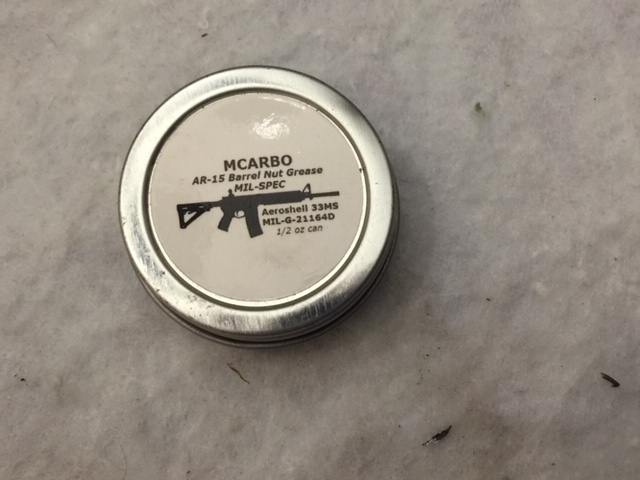 MCARBO
AR-15 Barrel Nut Grease
MIL-SPEC
Aeroshell 33MS
MIL-G-21164D
1/2 oz can